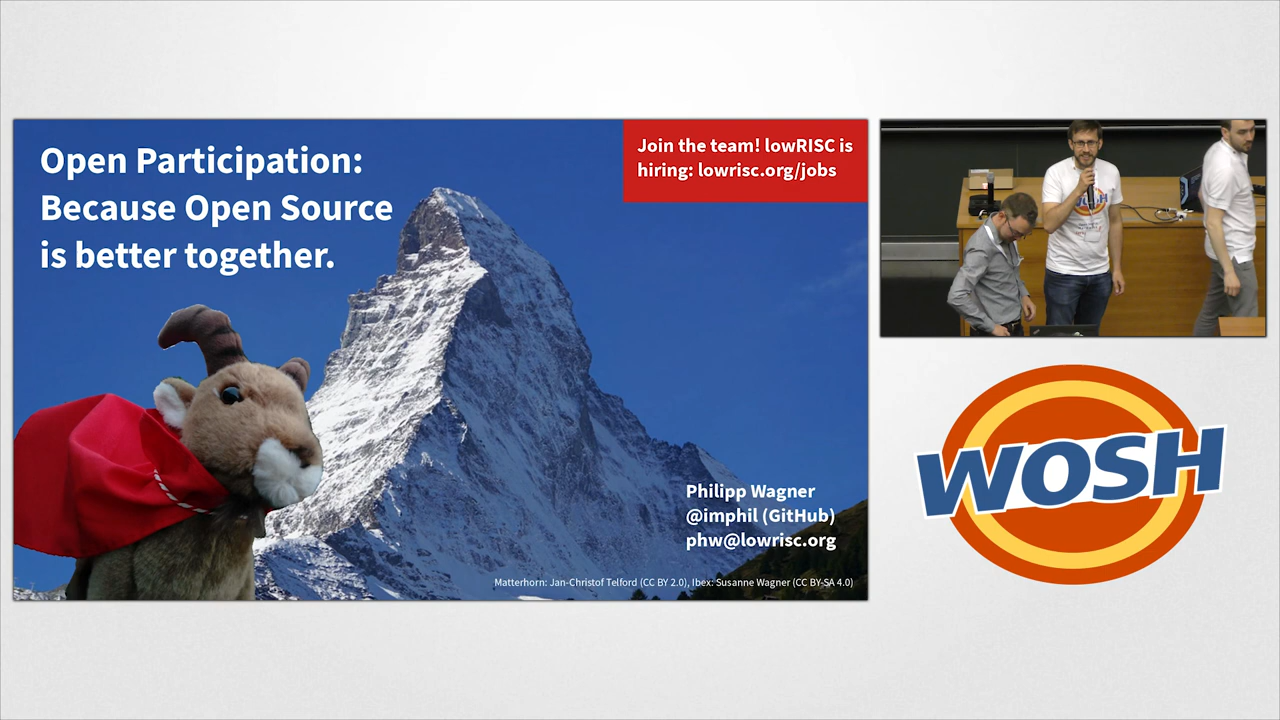 Open Participation:
Because Open Source
is better together.
Join the team! lowRISC is
hiring: lowrisc.org/jobs
Philipp Wagner
@imphil (GitHub)
phw@lowrisc.org
Matterhorn: Jan-Christof Telford (CC BY 2.0), Ibex: Susanne Wagner (CC BY-SA 4.0)
WOSH
WOSH